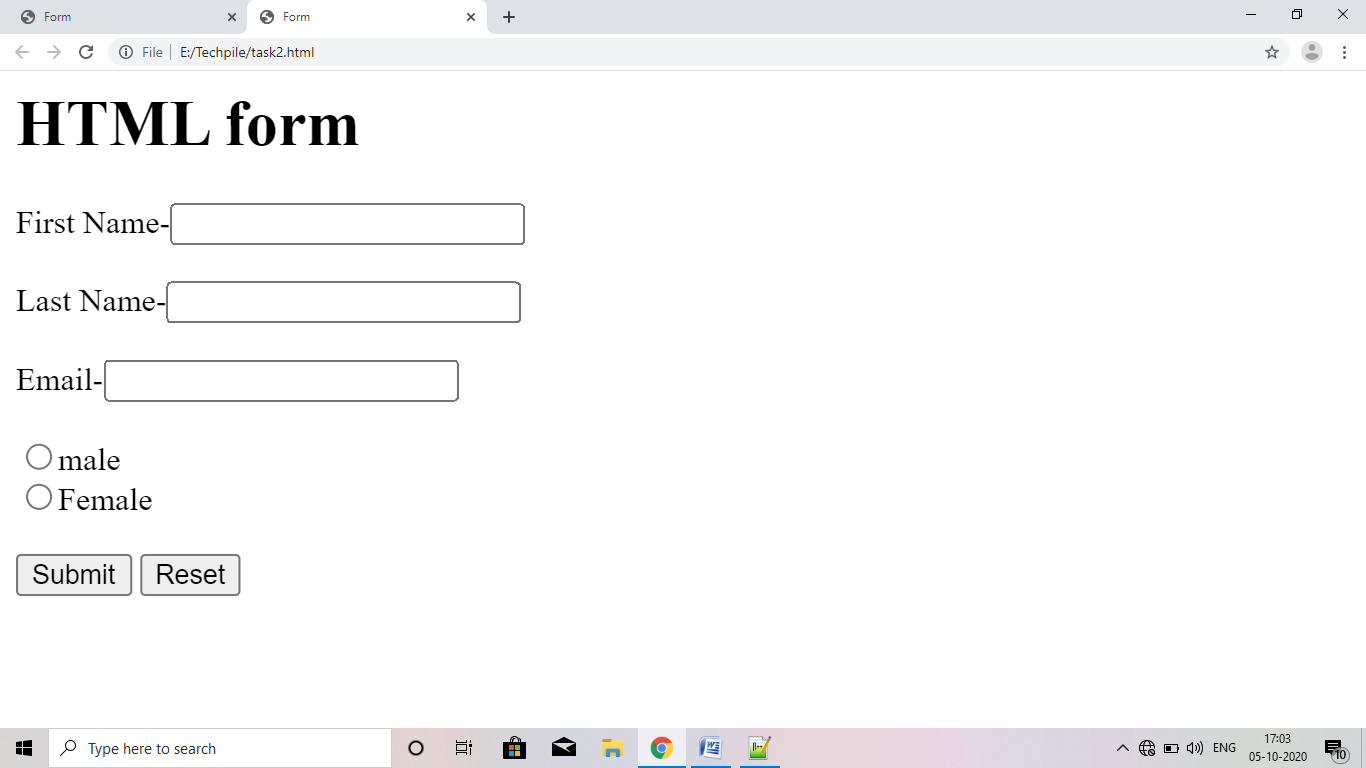 Form
Form
File E:/Techpile/task2.html
HTML form
First Name-
Last Name-
Email-
male
Female
Submit Reset
Type here to search
ENG
17:03
05-10-2020
10